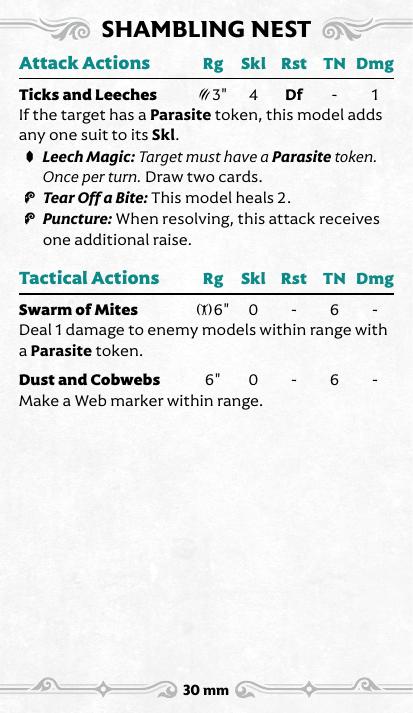 SHAMBLING NEST
Attack Actions Rg Skl Rst TN Dmg
Ticks and Leeches 3" 4 Df - 1
If the target has a Parasite token, this model adds
any one suit to its Skl.
Leech Magic: Target must have a Parasite token.
Once per turn. Draw two cards.
Tear Off a Bite: This model heals 2.
Puncture: When resolving, this attack receives
one additional raise.
Tactical Actions Rg Skl Rst TN Dmg
Swarm of Mites 6" 0 - 6 -
Deal 1 damage to enemy models within range with
a Parasite token.
Dust and Cobwebs 6" 0 - 6 -
Make a Web marker within range.
30 mm